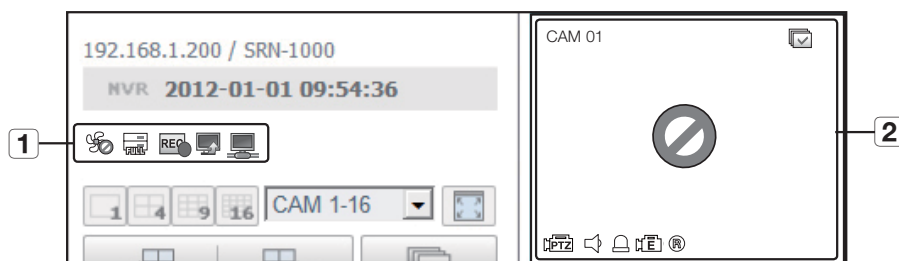 192.168.1.200 / SRN-1000
NVR 2012-01-01 09:54:36
1
FULL REC
1 4 9 16 CAM 1-16
CAM 01
2
PTZ E R